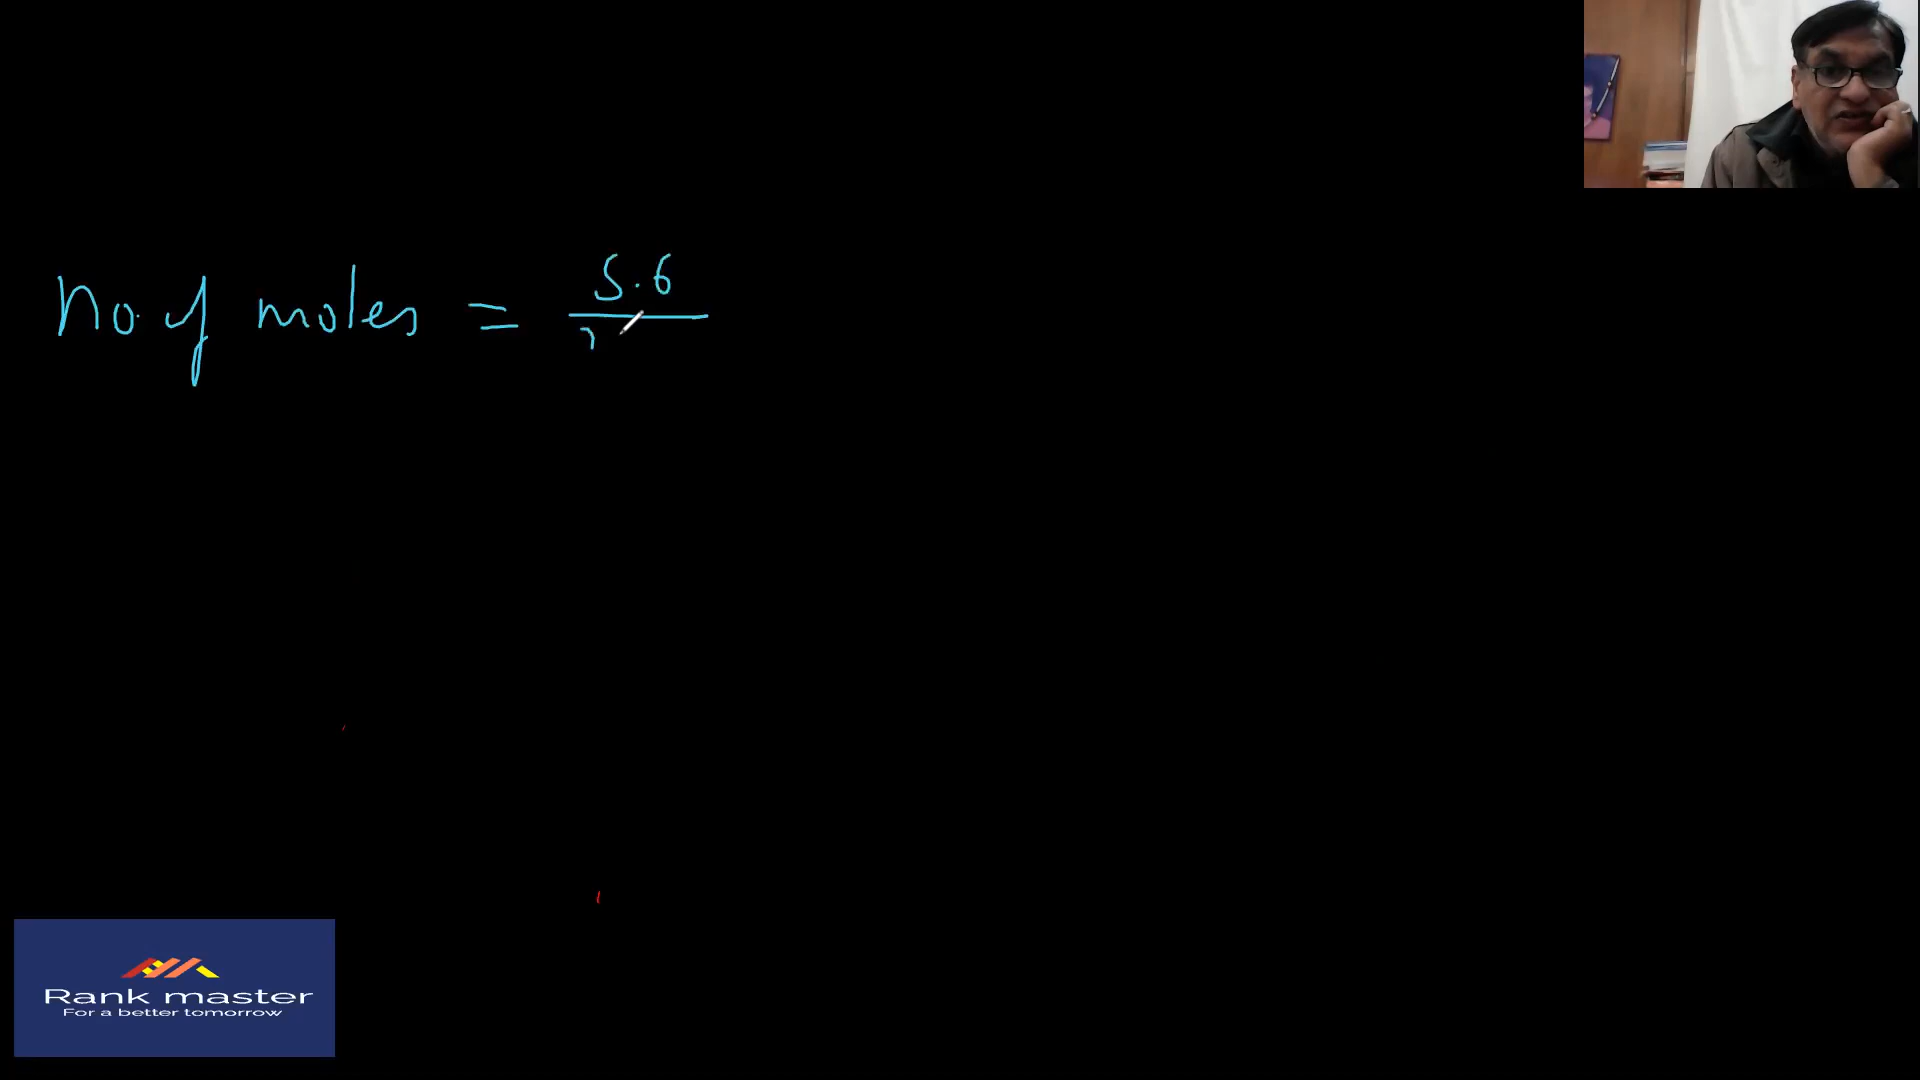 No. of moles = 5.6
Rank master
For a better tomorrow